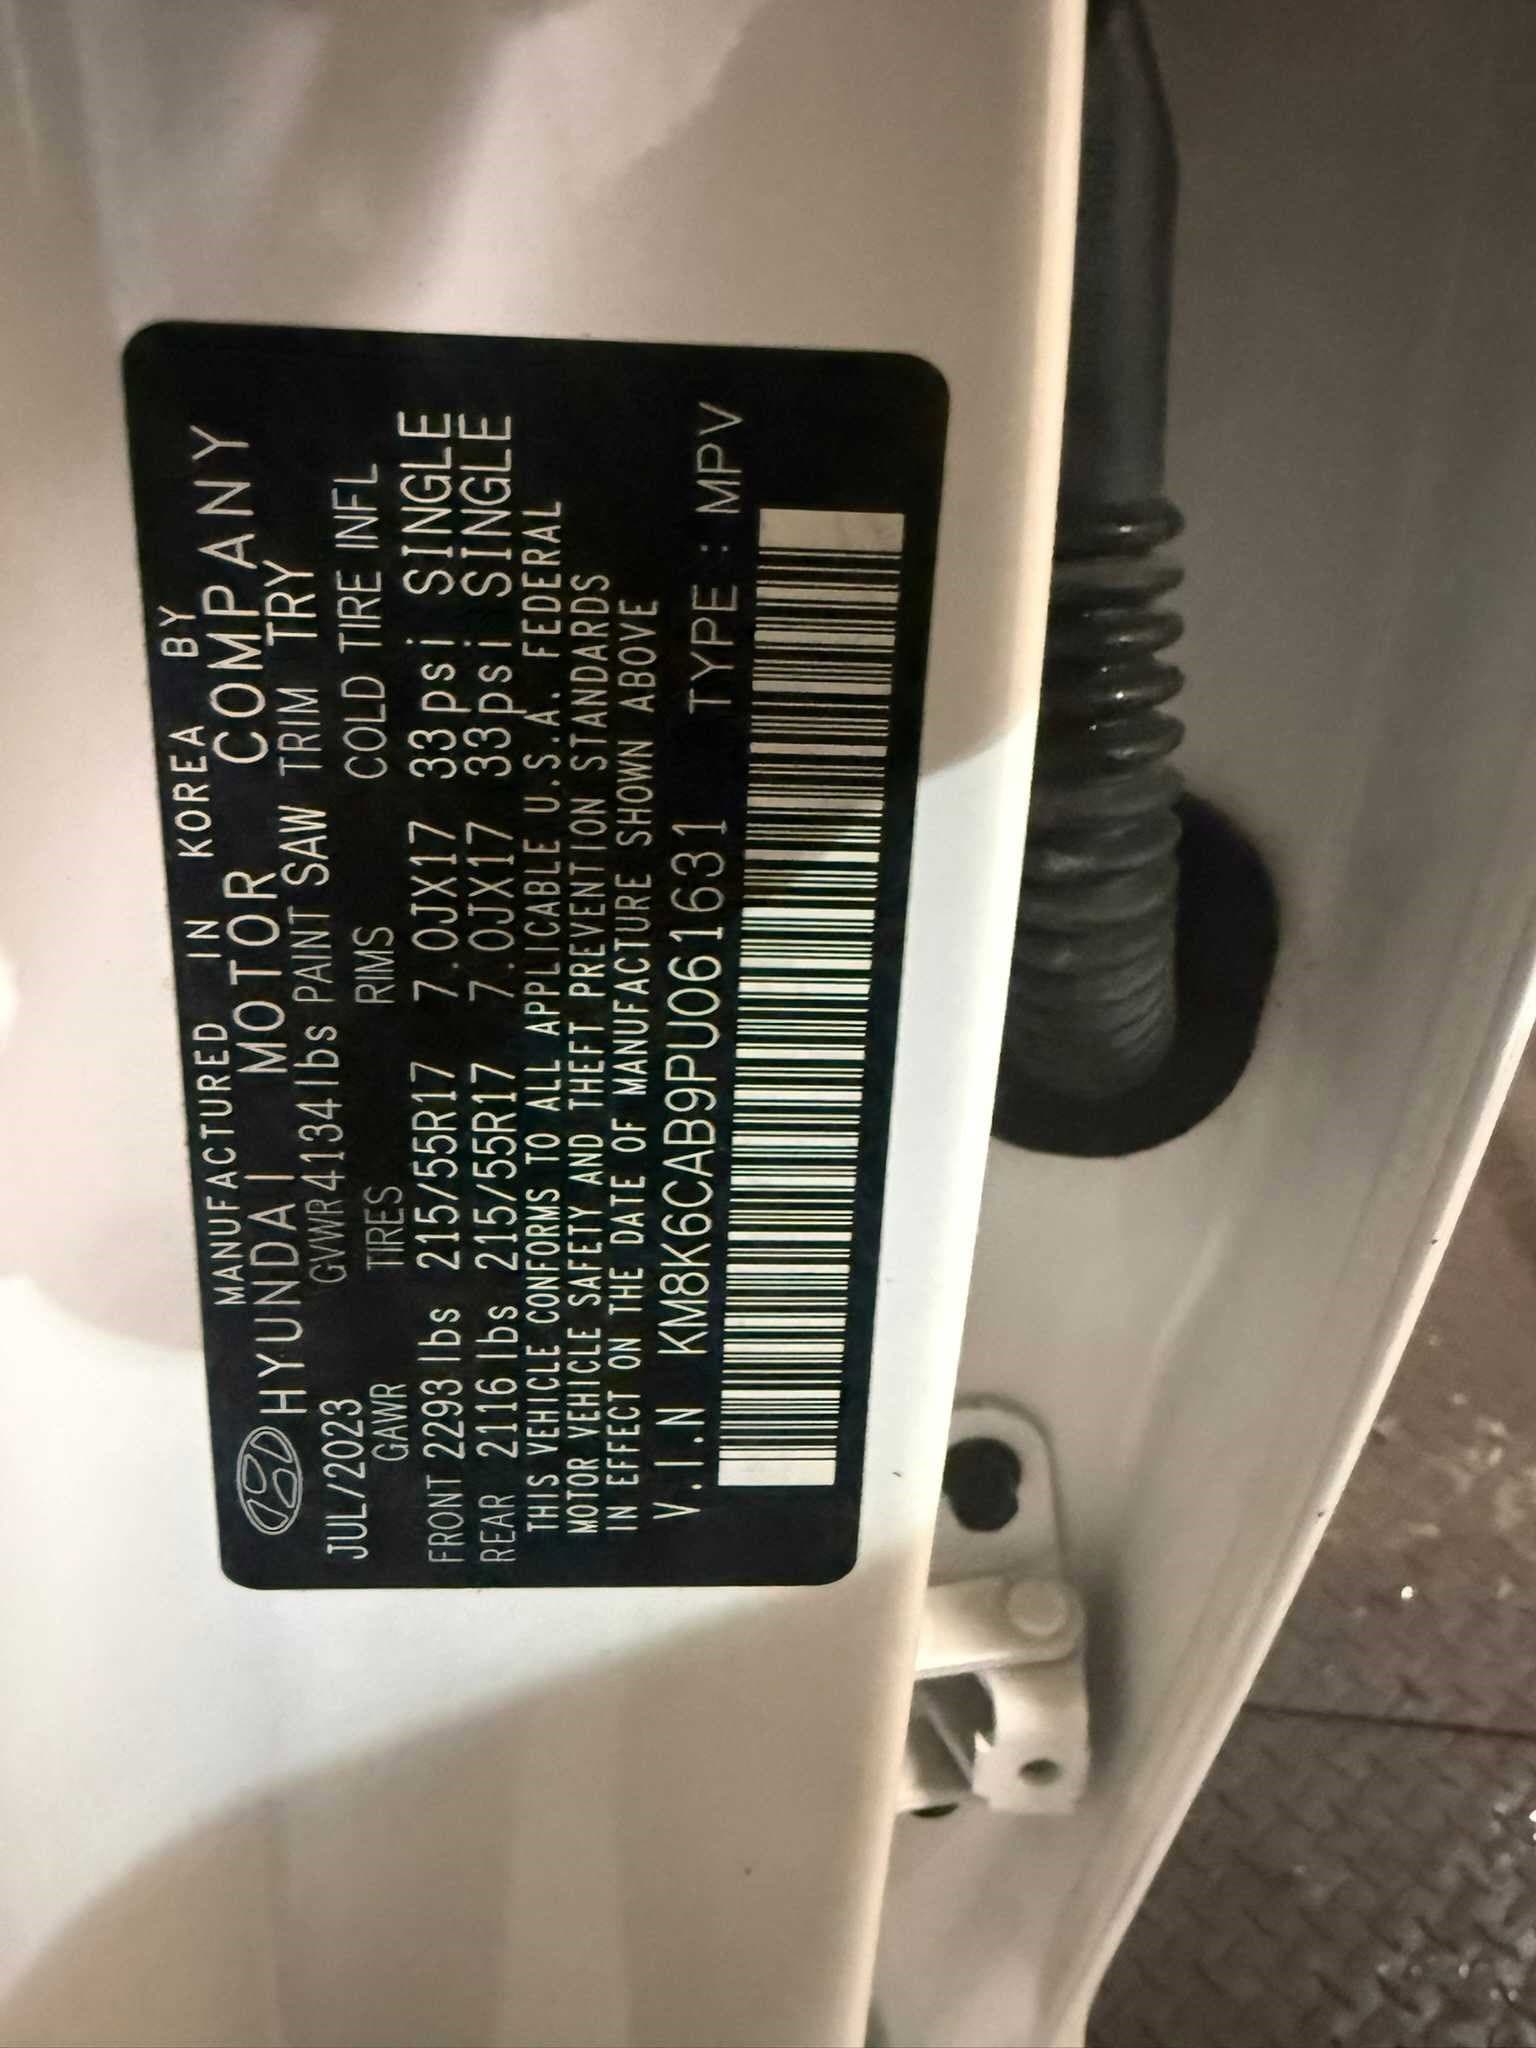 MANUFACTURED IN KOREA BY
HYUNDAI MOTOR COMPANY
JUL/2023 GVWR 4134lbs PAINT SAW TRIM TRY
GAWR TIRES RIMS COLD TIRE INFL
FRONT 2293 lbs 215/55R17 7.0JX17 33psi SINGLE
REAR 2116 lbs 215/55R17 7.0JX17 33psi SINGLE
THIS VEHICLE CONFORMS TO ALL APPLICABLE U.S.A. FEDERAL
MOTOR VEHICLE SAFETY AND THEFT PREVENTION STANDARDS
IN EFFECT ON THE DATE OF MANUFACTURE SHOWN ABOVE
V.I.N KM8K6CAB9PU061631 TYPE : MPV